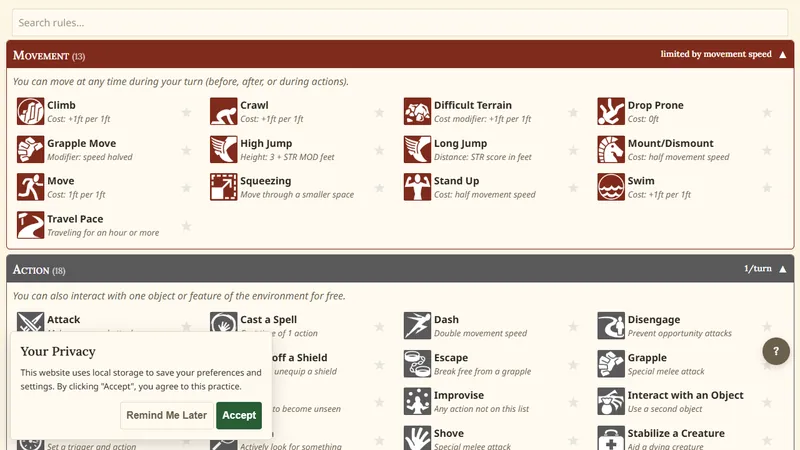 Search rules...
Movement (13)
limited by movement speed ▲
You can move at any time during your turn (before, after, or during actions).
Climb
Cost: +1ft per 1ft
Crawl
Cost: +1ft per 1ft
Difficult Terrain
Cost modifier: +1ft per 1ft
Drop Prone
Cost: 0ft
Grapple Move
Modifier: speed halved
High Jump
Height: 3 + STR MOD feet
Long Jump
Distance: STR score in feet
Mount/Dismount
Cost: half movement speed
Move
Cost: 1ft per 1ft
Squeezing
Move through a smaller space
Stand Up
Cost: half movement speed
Swim
Cost: +1ft per 1ft
Travel Pace
Traveling for an hour or more
Action (18)
1/turn ▲
You can also interact with one object or feature of the environment for free.
Attack
Cast a Spell
time of 1 action
Dash
Double movement speed
Disengage
Prevent opportunity attacks
off a Shield
unequip a shield
Escape
Break free from a grapple
Grapple
Special melee attack
to become unseen
Improvise
Any action not on this list
Interact with an Object
Use a second object
Set a trigger and action
Actively look for something
Shove
Special melee attack
Stabilize a Creature
Aid a dying creature
Your Privacy
This website uses local storage to save your preferences and
settings. By clicking "Accept", you agree to this practice.
Remind Me Later
Accept
?